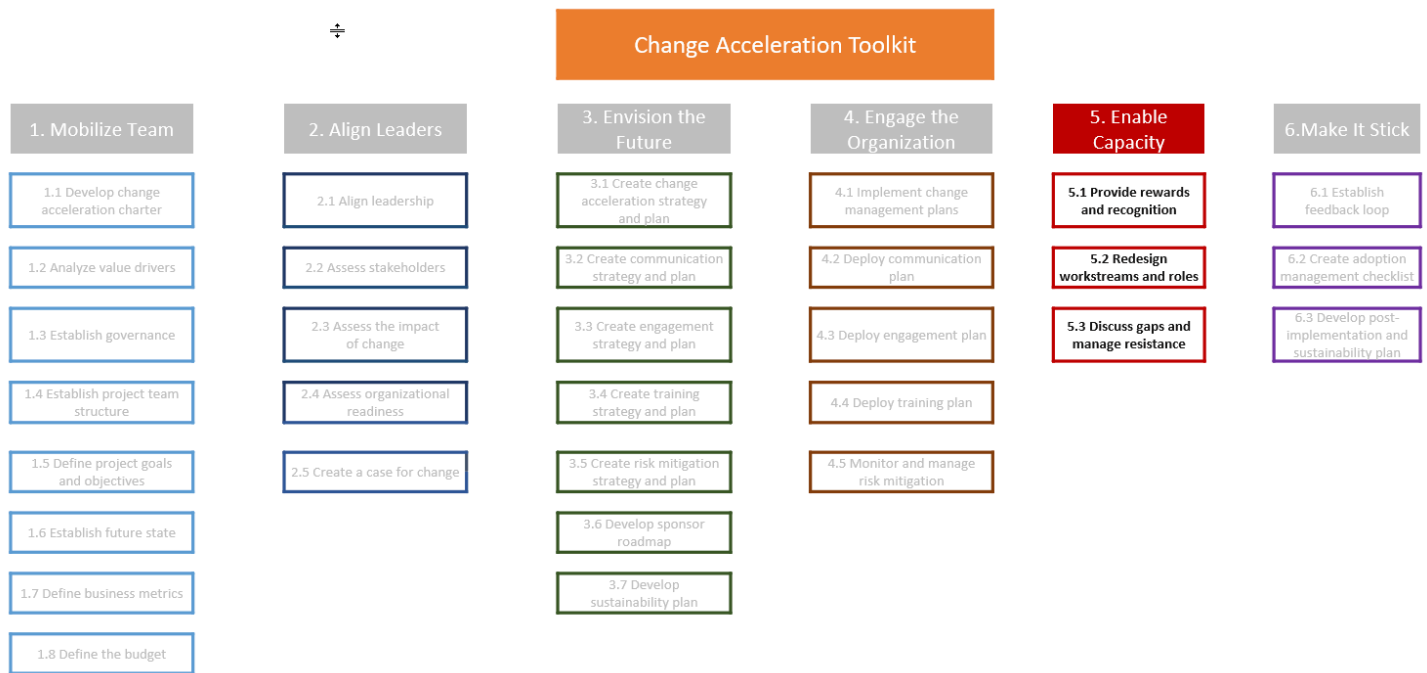 Change Acceleration Toolkit
1. Mobilize Team
1.1 Develop change
acceleration charter
1.2 Analyze value drivers
1.3 Establish governance
1.4 Establish project team
structure
1.5 Define project goals
and objectives
1.6 Establish future state
1.7 Define business metrics
1.8 Define the budget
2. Align Leaders
2.1 Align leadership
2.2 Assess stakeholders
2.3 Assess the impact
of change
2.4 Assess organizational
readiness
2.5 Create a case for change
3. Envision the
Future
3.1 Create change
acceleration strategy
and plan
3.2 Create communication
strategy and plan
3.3 Create engagement
strategy and plan
3.4 Create training
strategy and plan
3.5 Create risk mitigation
strategy and plan
3.6 Develop sponsor
roadmap
3.7 Develop
sustainability plan
4. Engage the
Organization
4.1 Implement change
management plans
4.2 Deploy communication
plan
4.3 Deploy engagement plan
4.4 Deploy training plan
4.5 Monitor and manage
risk mitigation
5. Enable
Capacity
5.1 Provide rewards
and recognition
5.2 Redesign
workstreams and roles
5.3 Discuss gaps and
manage resistance
6.Make It Stick
6.1 Establish
feedback loop
6.2 Create adoption
management checklist
6.3 Develop post-
implementation and
sustainability plan